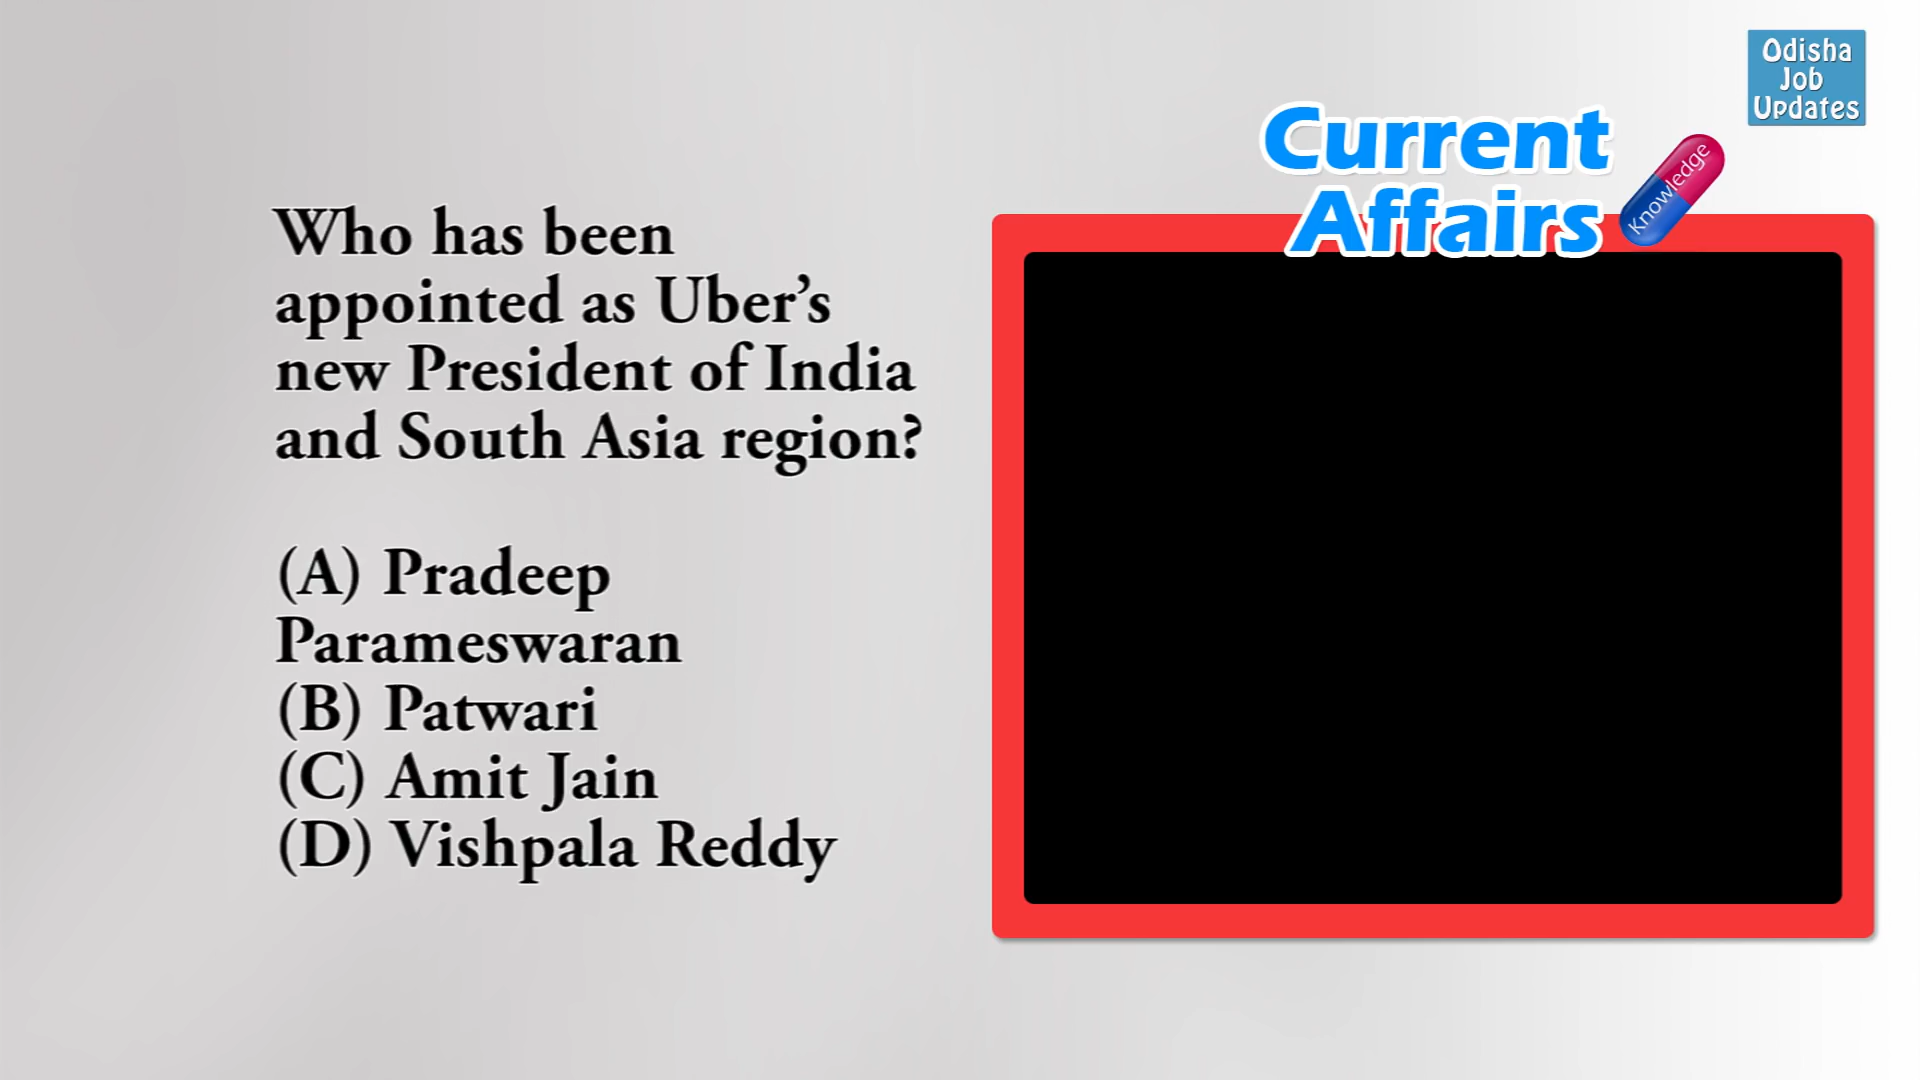 Who has been
appointed as Uber’s
new President of India
and South Asia region?
(A) Pradeep
Parameswaran
(B) Patwari
(C) Amit Jain
(D) Vishpala Reddy
Current
Affairs
Knowledge
Odisha
Job
Updates